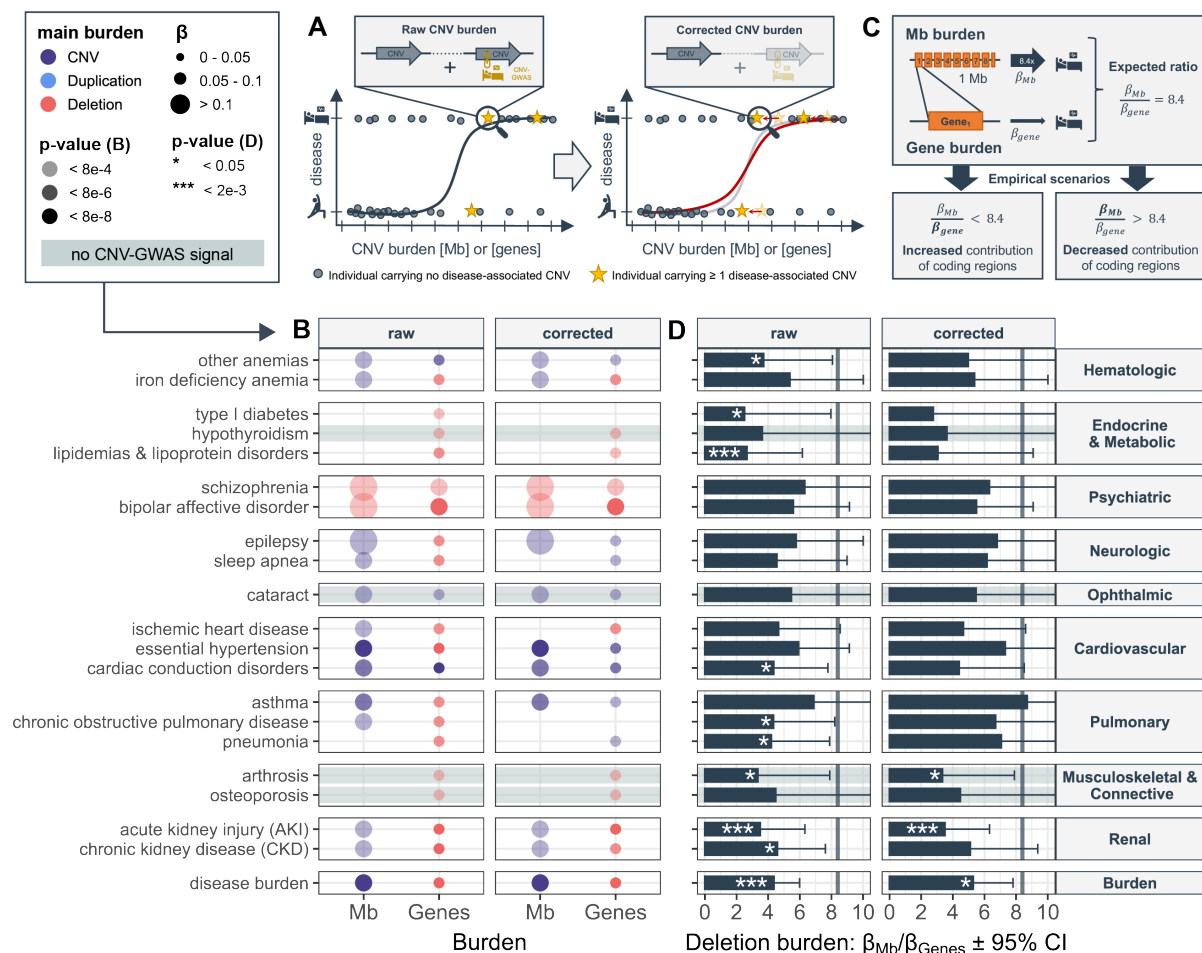 main burden
CNV
Duplication
Deletion
β
0 - 0.05
0.05 - 0.1
> 0.1
p-value (B)
< 8e-4
< 8e-6
< 8e-8
p-value (D)
* < 0.05
*** < 2e-3
no CNV-GWAS signal
A
Raw CNV burden
CNV
CNV
+
CNV-GWAS
disease
CNV burden [Mb] or [genes]
Corrected CNV burden
CNV
CNV
+
disease
CNV burden [Mb] or [genes]
Individual carrying no disease-associated CNV
Individual carrying ≥ 1 disease-associated CNV
C
Mb burden
1 2 3 4 5 6 7 8
1 Mb
8.4x
βMb
Gene1
βgene
Gene burden
Expected ratio
βMb / βgene = 8.4
Empirical scenarios
βMb / βgene < 8.4
Increased contribution
of coding regions
βMb / βgene > 8.4
Decreased contribution
of coding regions
B
raw
corrected
D
raw
corrected
other anemias
*
iron deficiency anemia
Hematologic
type I diabetes
*
hypothyroidism
lipidemias & lipoprotein disorders
***
Endocrine
& Metabolic
schizophrenia
bipolar affective disorder
Psychiatric
epilepsy
sleep apnea
Neurologic
cataract
Ophthalmic
ischemic heart disease
essential hypertension
cardiac conduction disorders
*
Cardiovascular
asthma
chronic obstructive pulmonary disease
*
pneumonia
*
Pulmonary
arthrosis
* *
osteoporosis
Musculoskeletal &
Connective
acute kidney injury (AKI)
*** ***
chronic kidney disease (CKD)
*
Renal
disease burden
*** *
Burden
Mb Genes Mb Genes
Burden
0 2 4 6 8 10 0 2 4 6 8 10
Deletion burden: βMb/βGenes ± 95% CI